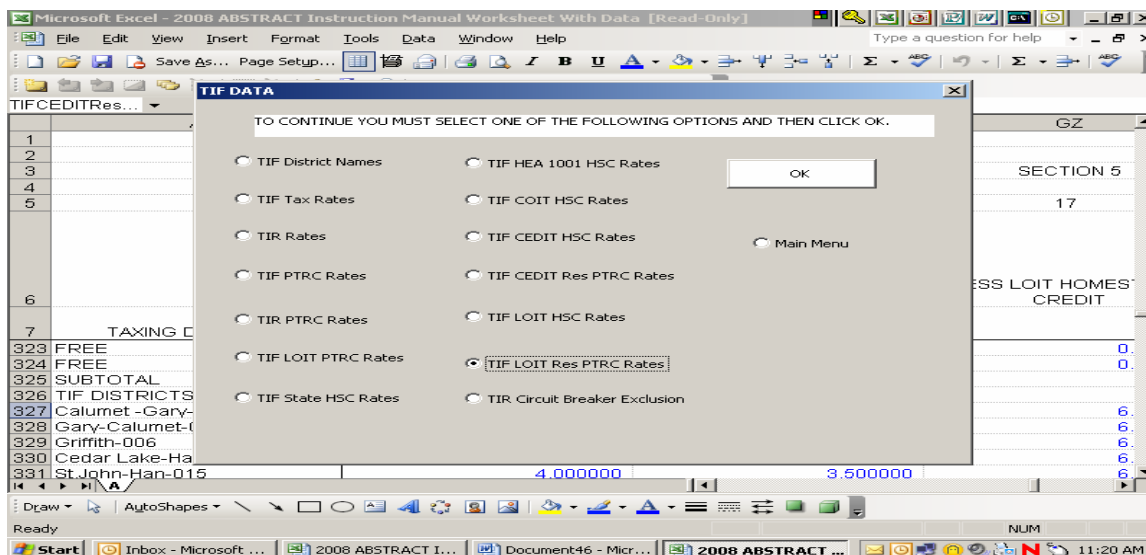 Microsoft Excel - 2008 ABSTRACT Instruction Manual Worksheet With Data [Read-Only]
File Edit View Insert Format Tools Data Window Help Type a question for help
Save As... Page Setup...
TIFCEDITRes...
TIF DATA
TO CONTINUE YOU MUST SELECT ONE OF THE FOLLOWING OPTIONS AND THEN CLICK OK.
TIF District Names TIF HEA 1001 HSC Rates OK
TIF Tax Rates TIF COIT HSC Rates
TIR Rates TIF CEDIT HSC Rates Main Menu
TIF PTRC Rates TIF CEDIT Res PTRC Rates
TIR PTRC Rates TIF LOIT HSC Rates
TIF LOIT PTRC Rates TIF LOIT Res PTRC Rates
TIF State HSC Rates TIR Circuit Breaker Exclusion
GZ
1
2
3 SECTION 5
4
5 17
6 ESS LOIT HOMEST
CREDIT
7 TAXING D
323 FREE 0.
324 FREE 0.
325 SUBTOTAL
326 TIF DISTRICTS
327 Calumet -Gary- 6.
328 Gary-Calumet-( 6.
329 Griffith-006 6.
330 Cedar Lake-Ha 6.
331 St.John-Han-015 4.000000 3.500000 6.
A
Draw AutoShapes
Ready NUM
Start Inbox - Microsoft ... 2008 ABSTRACT I... Document46 - Micr... 2008 ABSTRACT ... 11:20 AM